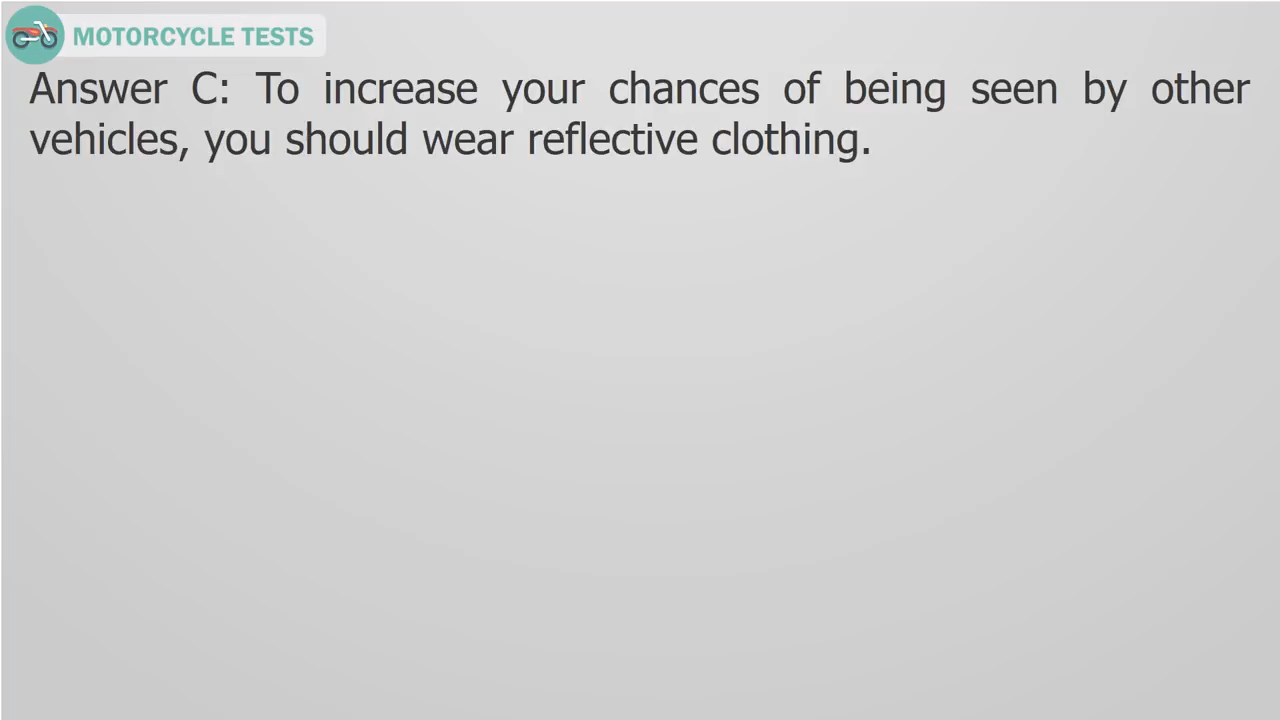 MOTORCYCLE TESTS
Answer C: To increase your chances of being seen by other
vehicles, you should wear reflective clothing.